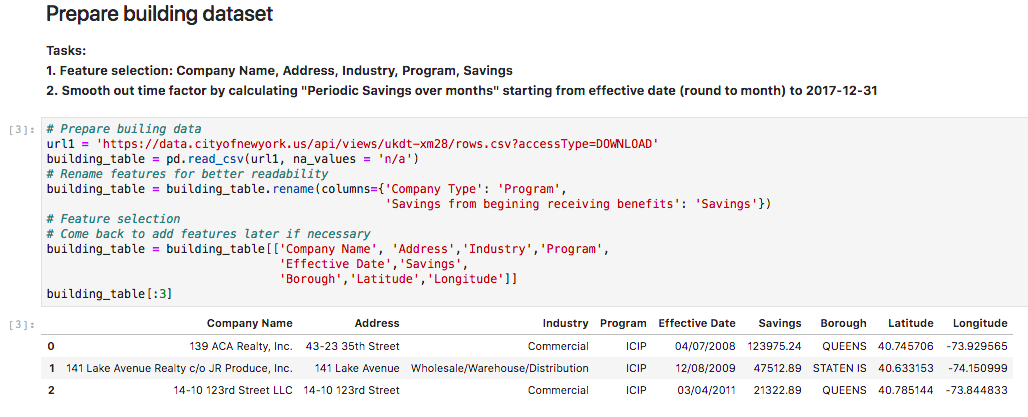 Prepare building dataset
Tasks:
1. Feature selection: Company Name, Address, Industry, Program, Savings
2. Smooth out time factor by calculating "Periodic Savings over months" starting from effective date (round to month) to 2017-12-31
[3]: # Prepare builing data
url1 = 'https://data.cityofnewyork.us/api/views/ukdt-xm28/rows.csv?accessType=DOWNLOAD'
building_table = pd.read_csv(url1, na_values = 'n/a')
# Rename features for better readability
building_table = building_table.rename(columns={'Company Type': 'Program',
'Savings from begining receiving benefits': 'Savings'})
# Feature selection
# Come back to add features later if necessary
building_table = building_table[['Company Name', 'Address','Industry','Program',
'Effective Date','Savings',
'Borough','Latitude','Longitude']]
building_table[:3]
[3]: Company Name Address Industry Program Effective Date Savings Borough Latitude Longitude
0 139 ACA Realty, Inc. 43-23 35th Street Commercial ICIP 04/07/2008 123975.24 QUEENS 40.745706 -73.929565
1 141 Lake Avenue Realty c/o JR Produce, Inc. 141 Lake Avenue Wholesale/Warehouse/Distribution ICIP 12/08/2009 47512.89 STATEN IS 40.633153 -74.150999
2 14-10 123rd Street LLC 14-10 123rd Street Commercial ICIP 03/04/2011 21322.89 QUEENS 40.785144 -73.844833